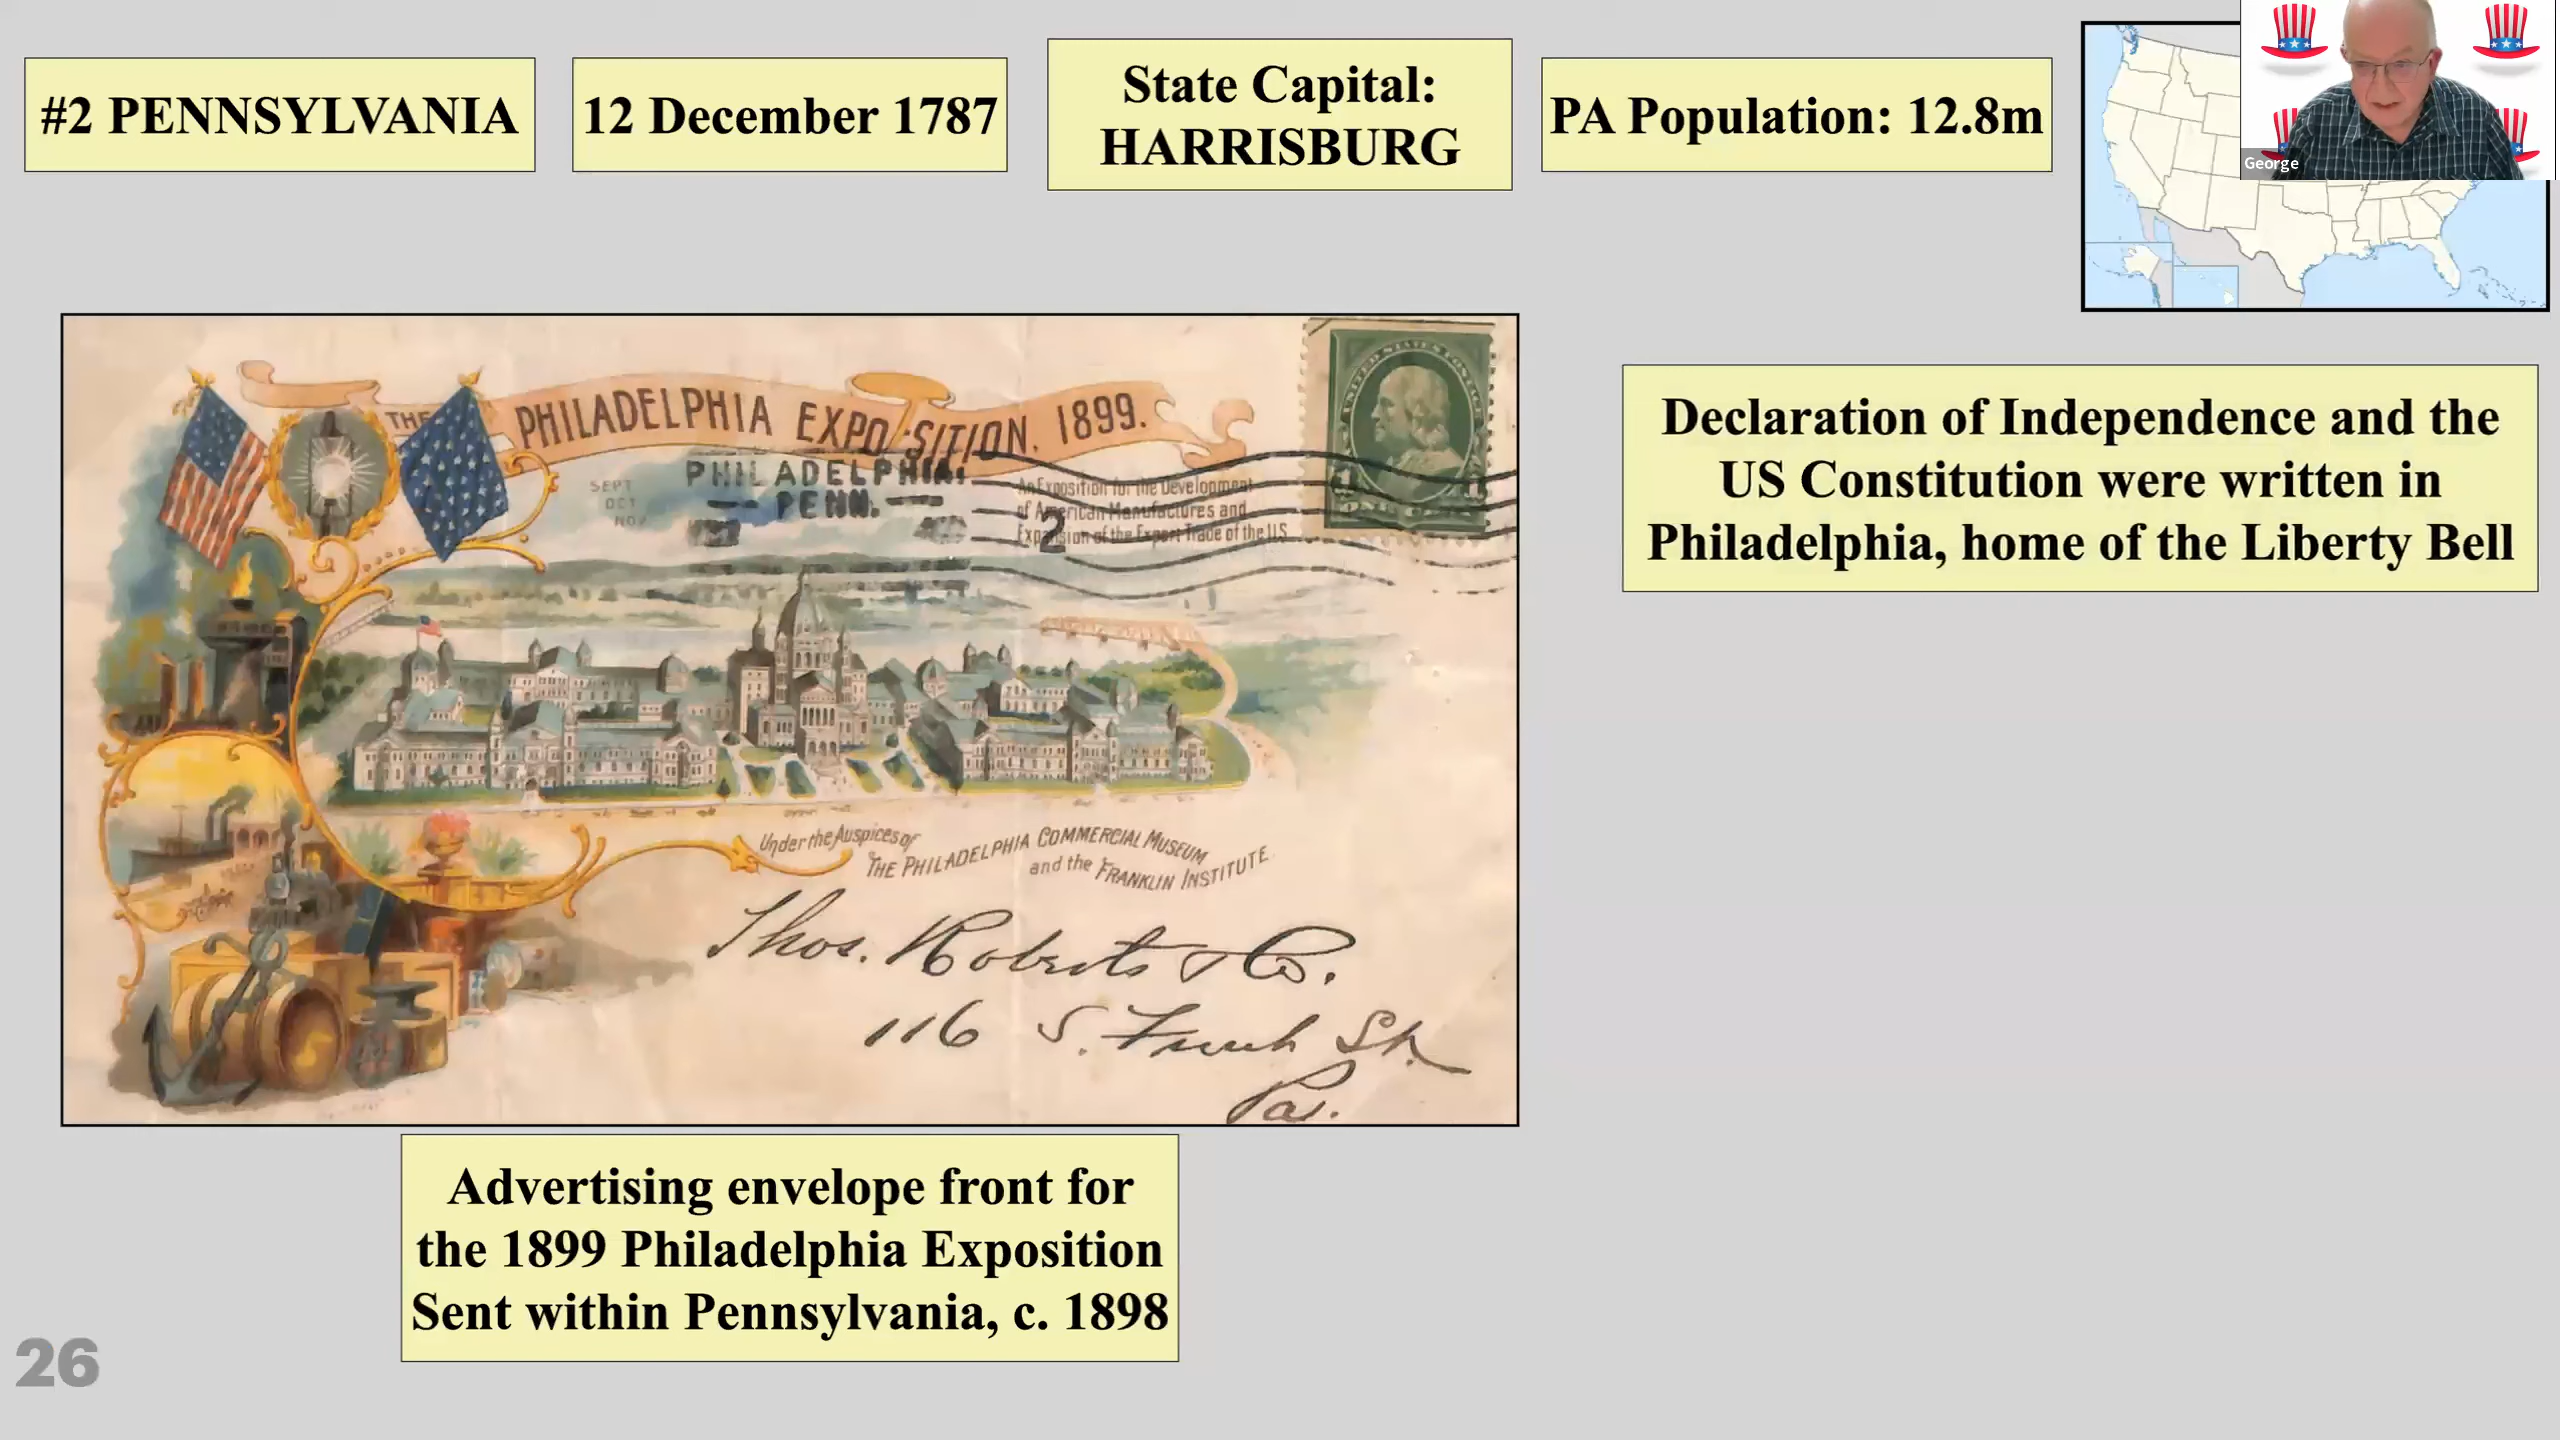 #2 PENNSYLVANIA
12 December 1787
State Capital:
HARRISBURG
PA Population: 12.8m
George
THE PHILADELPHIA EXPOSITION. 1899.
SEPT
OCT
NOV
PHILADELPHIA.
PENN.
2
An Exposition for the Development
of American Manufactures and
Expansion of the Export Trade of the U.S.
UNITED STATES POSTAGE
ONE CENT
Under the Auspices of
THE PHILADELPHIA COMMERCIAL MUSEUM
and the FRANKLIN INSTITUTE
Thos. Roberts & Co.
116 S. Front St.
Pa.
Declaration of Independence and the
US Constitution were written in
Philadelphia, home of the Liberty Bell
Advertising envelope front for
the 1899 Philadelphia Exposition
Sent within Pennsylvania, c. 1898
26